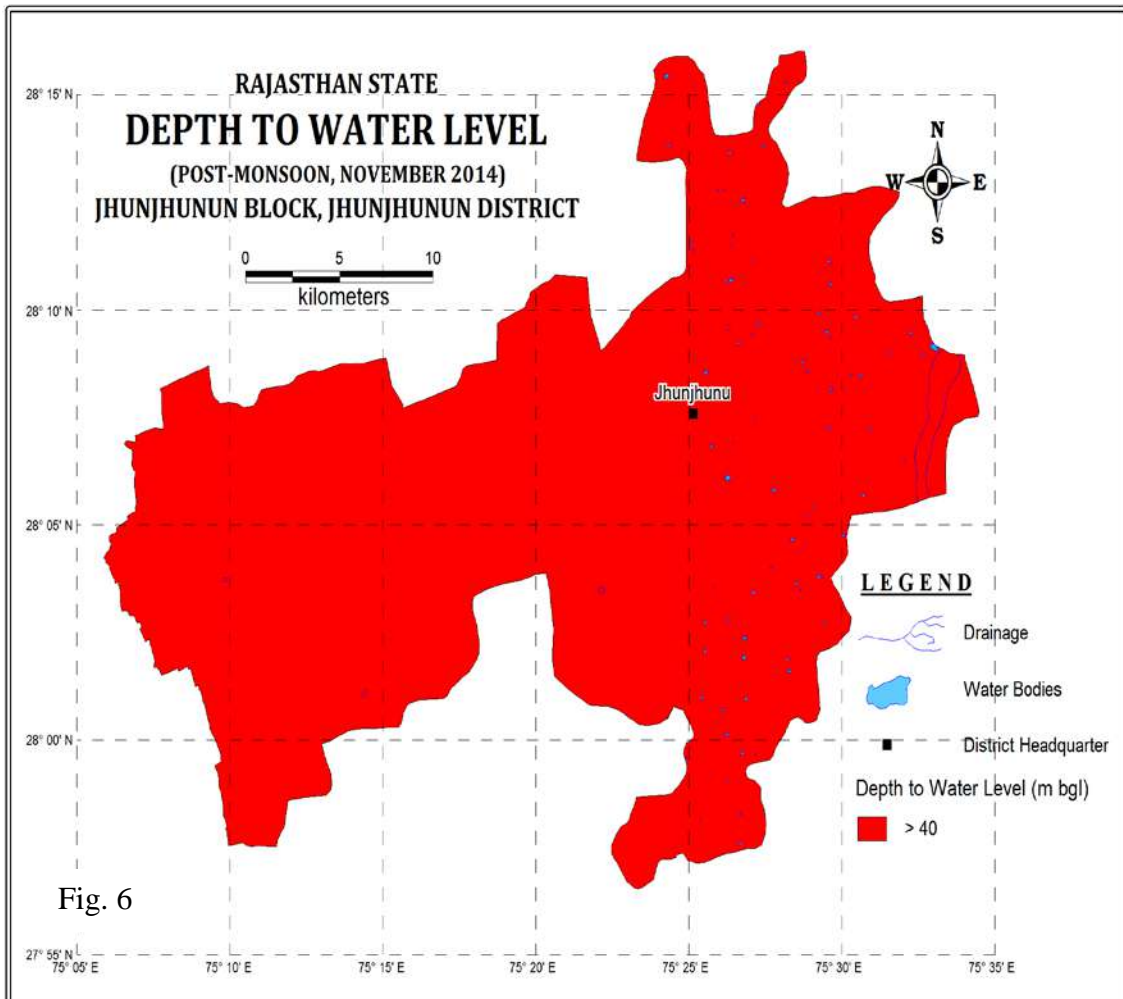 RAJASTHAN STATE
DEPTH TO WATER LEVEL
(POST-MONSOON, NOVEMBER 2014)
JHUNJHUNUN BLOCK, JHUNJHUNUN DISTRICT
0 5 10
kilometers
N
W E
S
28° 15' N
28° 10' N
28° 05' N
28° 00' N
27° 55' N
Jhunjhunu
LEGEND
Drainage
Water Bodies
District Headquarter
Depth to Water Level (m bgl)
> 40
Fig. 6
75° 05' E 75° 10' E 75° 15' E 75° 20' E 75° 25' E 75° 30' E 75° 35' E